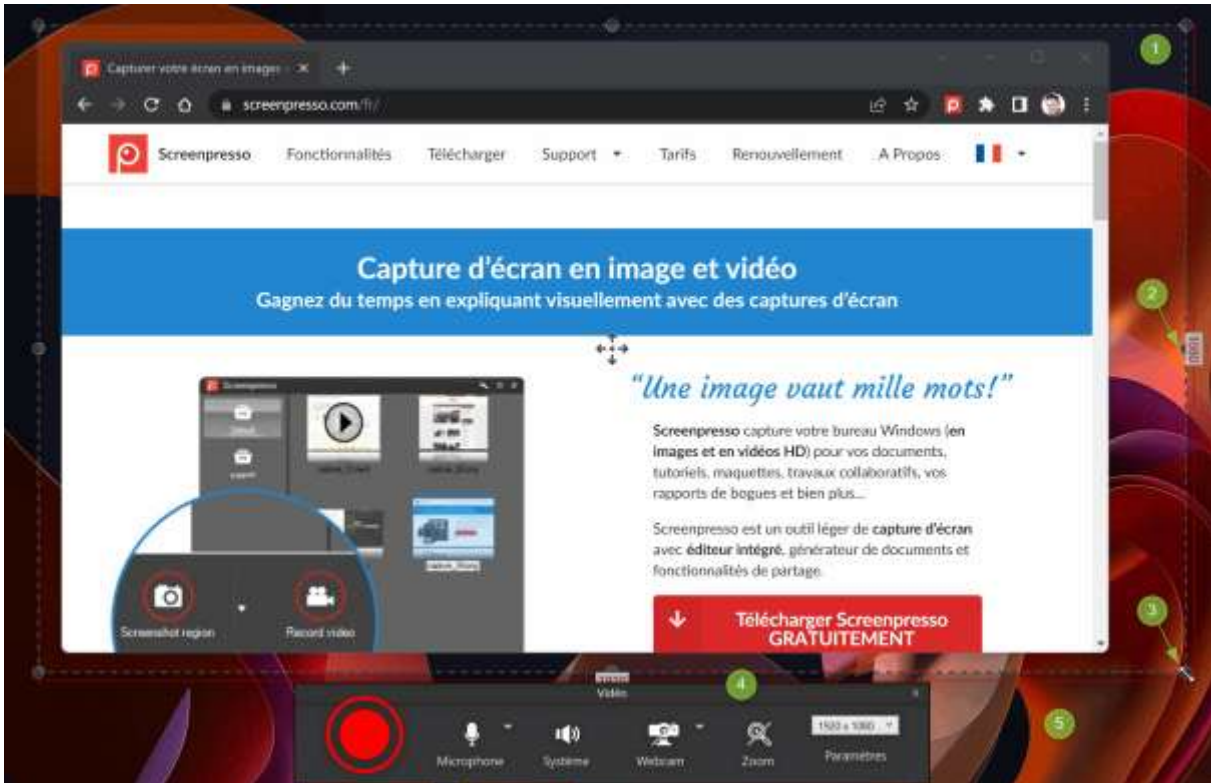 1
Capturer votre écran en images
screenpresso.com/fr/
Screenpresso Fonctionnalités Télécharger Support Tarifs Renouvellement A Propos
Capture d'écran en image et vidéo
Gagnez du temps en expliquant visuellement avec des captures d'écran
2
1080
Screenpresso
“Une image vaut mille mots!”
Screenpresso capture votre bureau Windows (en
images et en vidéos HD) pour vos documents,
tutoriels, maquettes, travaux collaboratifs, vos
rapports de bogues et bien plus...
Screenpresso est un outil léger de capture d'écran
avec éditeur intégré, générateur de documents et
fonctionnalités de partage.
Screenshot region Record video
Télécharger Screenpresso
GRATUITEMENT
3
Vidéo
4
5
1920 x 1080
Microphone Système Webcam Zoom Paramètres